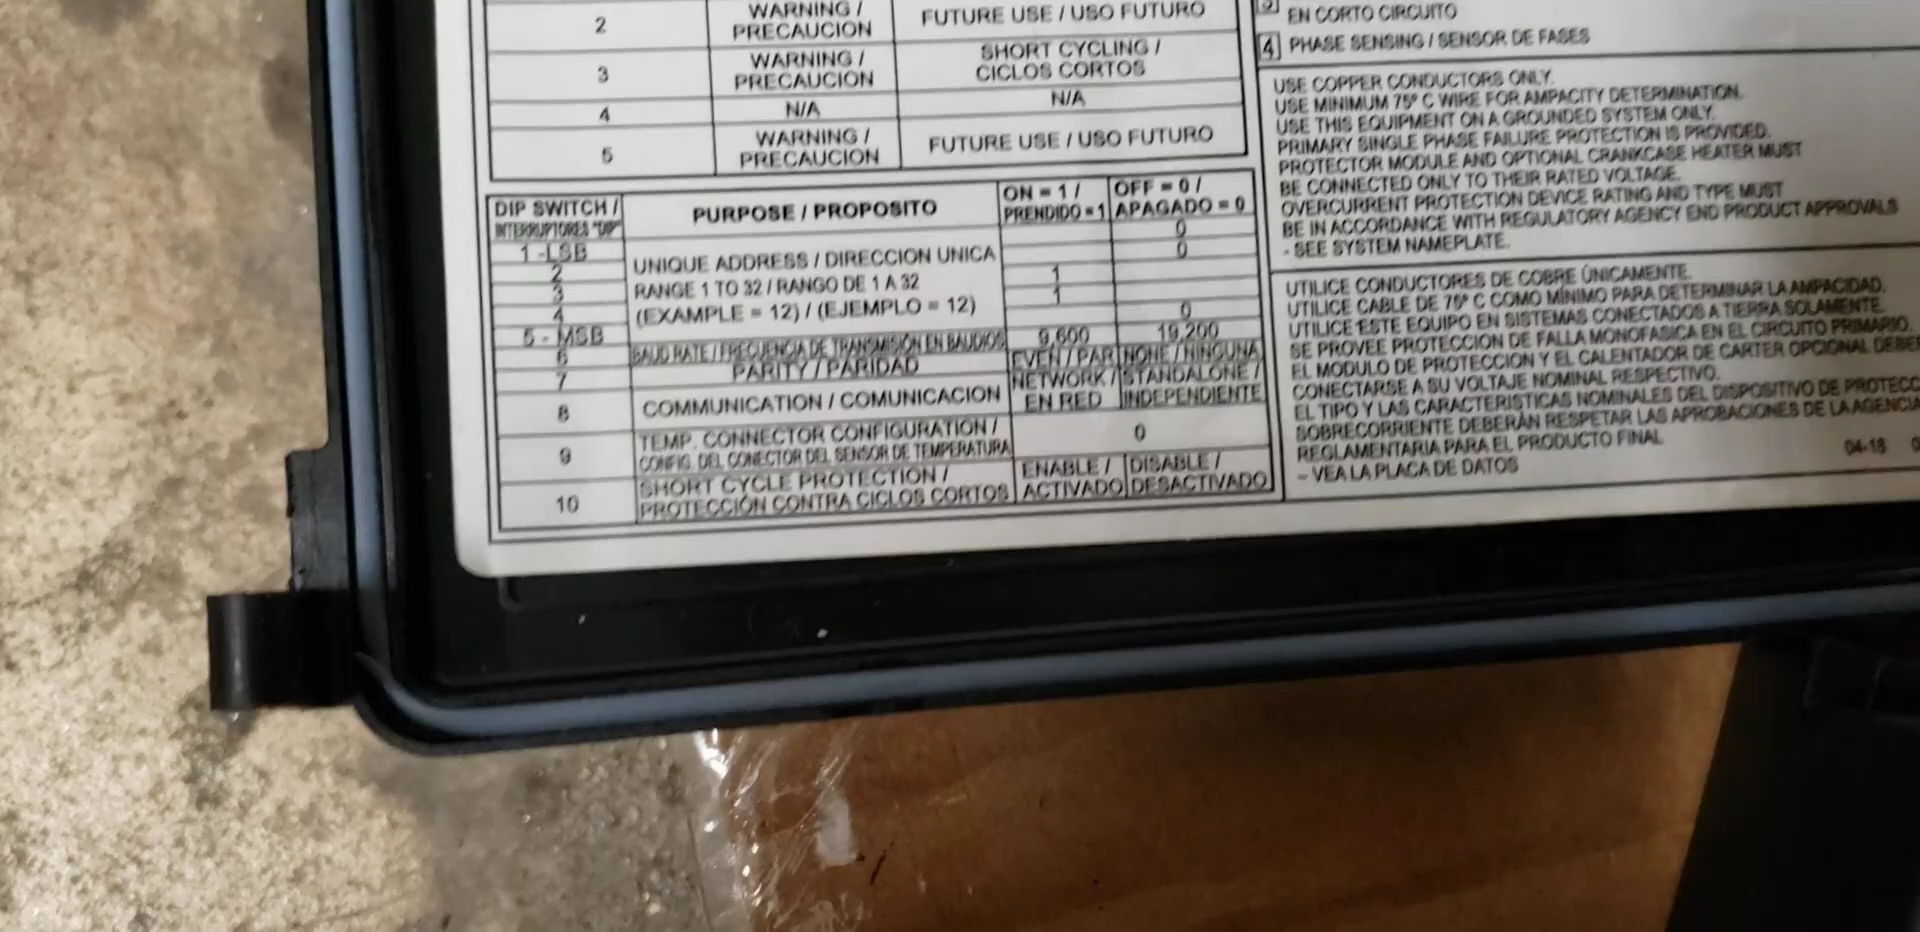 2 WARNING / PRECAUCION FUTURE USE / USO FUTURO
3 WARNING / PRECAUCION SHORT CYCLING / CICLOS CORTOS
4 N/A N/A
5 WARNING / PRECAUCION FUTURE USE / USO FUTURO
DIP SWITCH / INTERRUPTORES "DIP" PURPOSE / PROPOSITO ON = 1 / PRENDIDO = 1 OFF = 0 / APAGADO = 0
1 -LSB 0
2 UNIQUE ADDRESS / DIRECCION UNICA 0
3 RANGE 1 TO 32 / RANGO DE 1 A 32 1
4 (EXAMPLE = 12) / (EJEMPLO = 12) 1
5 - MSB 0
6 BAUD RATE / FRECUENCIA DE TRANSMISIÓN EN BAUDIOS 9,600 19,200
7 PARITY / PARIDAD EVEN / PAR NONE / NINGUNA
8 COMMUNICATION / COMUNICACION NETWORK / EN RED STANDALONE / INDEPENDIENTE
9 TEMP. CONNECTOR CONFIGURATION / CONFIG. DEL CONECTOR DEL SENSOR DE TEMPERATURA 0
10 SHORT CYCLE PROTECTION / PROTECCIÓN CONTRA CICLOS CORTOS ENABLE / ACTIVADO DISABLE / DESACTIVADO
EN CORTO CIRCUITO
4 PHASE SENSING / SENSOR DE FASES
USE COPPER CONDUCTORS ONLY.
USE MINIMUM 75° C WIRE FOR AMPACITY DETERMINATION.
USE THIS EQUIPMENT ON A GROUNDED SYSTEM ONLY.
PRIMARY SINGLE PHASE FAILURE PROTECTION IS PROVIDED.
PROTECTOR MODULE AND OPTIONAL CRANKCASE HEATER MUST
BE CONNECTED ONLY TO THEIR RATED VOLTAGE.
OVERCURRENT PROTECTION DEVICE RATING AND TYPE MUST
BE IN ACCORDANCE WITH REGULATORY AGENCY END PRODUCT APPROVALS
- SEE SYSTEM NAMEPLATE.
UTILICE CONDUCTORES DE COBRE ÚNICAMENTE.
UTILICE CABLE DE 75° C COMO MÍNIMO PARA DETERMINAR LA AMPACIDAD.
UTILICE ESTE EQUIPO EN SISTEMAS CONECTADOS A TIERRA SOLAMENTE.
SE PROVEE PROTECCION DE FALLA MONOFASICA EN EL CIRCUITO PRIMARIO.
EL MODULO DE PROTECCION Y EL CALENTADOR DE CARTER OPCIONAL DEBE
CONECTARSE A SU VOLTAJE NOMINAL RESPECTIVO.
EL TIPO Y LAS CARACTERISTICAS NOMINALES DEL DISPOSITIVO DE PROTECC
SOBRECORRIENTE DEBERÁN RESPETAR LAS APROBACIONES DE LA AGENCIA
REGLAMENTARIA PARA EL PRODUCTO FINAL
- VEA LA PLACA DE DATOS
04-18